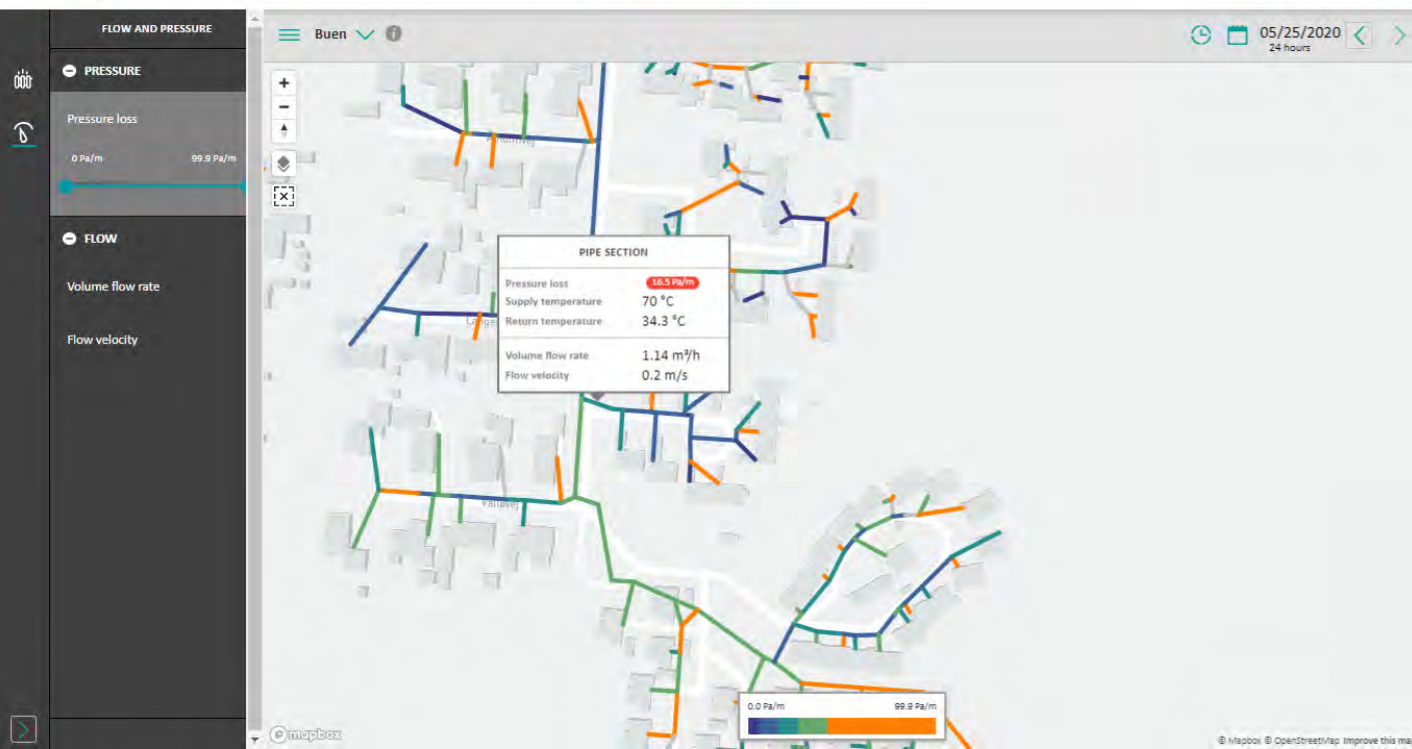 FLOW AND PRESSURE
PRESSURE
Pressure loss
0 Pa/m 99.9 Pa/m
FLOW
Volume flow rate
Flow velocity
Buen
05/25/2020
24 hours
PIPE SECTION
Pressure loss 16.5 Pa/m
Supply temperature 70 °C
Return temperature 34.3 °C
Volume flow rate 1.14 m³/h
Flow velocity 0.2 m/s
0.0 Pa/m 99.9 Pa/m
mapbox
© Mapbox © OpenStreetMap Improve this map